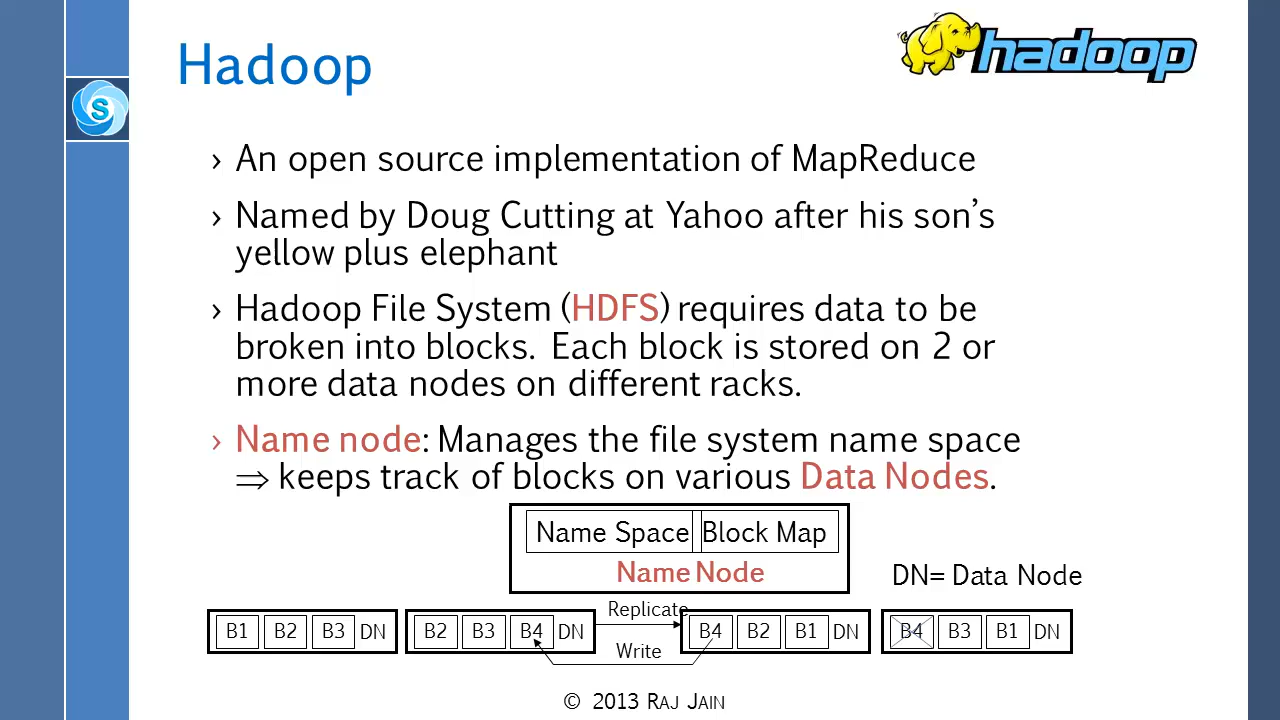 Hadoop
hadoop
S
› An open source implementation of MapReduce
› Named by Doug Cutting at Yahoo after his son’s
yellow plus elephant
› Hadoop File System (HDFS) requires data to be
broken into blocks. Each block is stored on 2 or
more data nodes on different racks.
› Name node: Manages the file system name space
⇒ keeps track of blocks on various Data Nodes.
Name Space Block Map
Name Node
DN= Data Node
Replicate
B1 B2 B3 DN B2 B3 B4 DN B4 B2 B1 DN B4 B3 B1 DN
Write
© 2013 RAJ JAIN